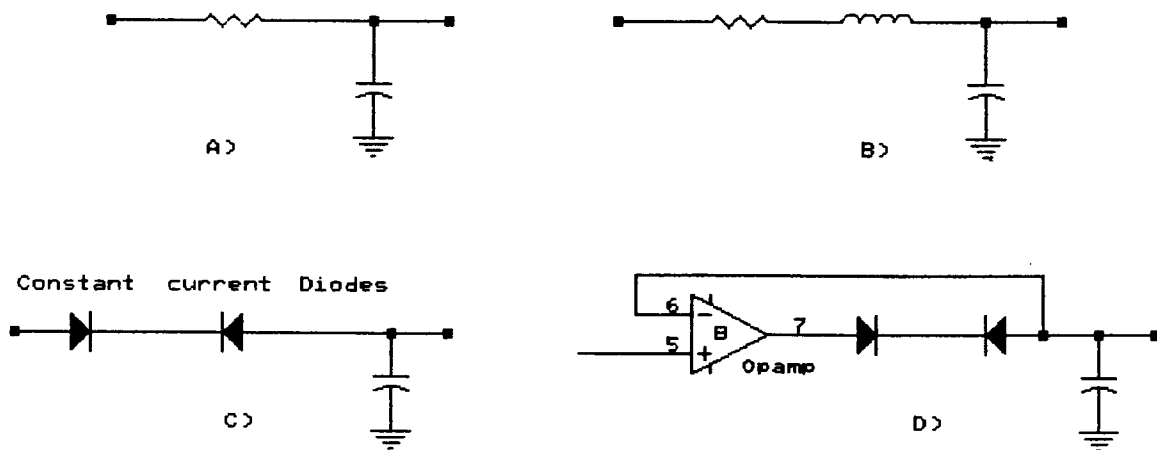 A)
B)
Constant current Diodes
C)
6
-
B
7
5
+
Opamp
D)